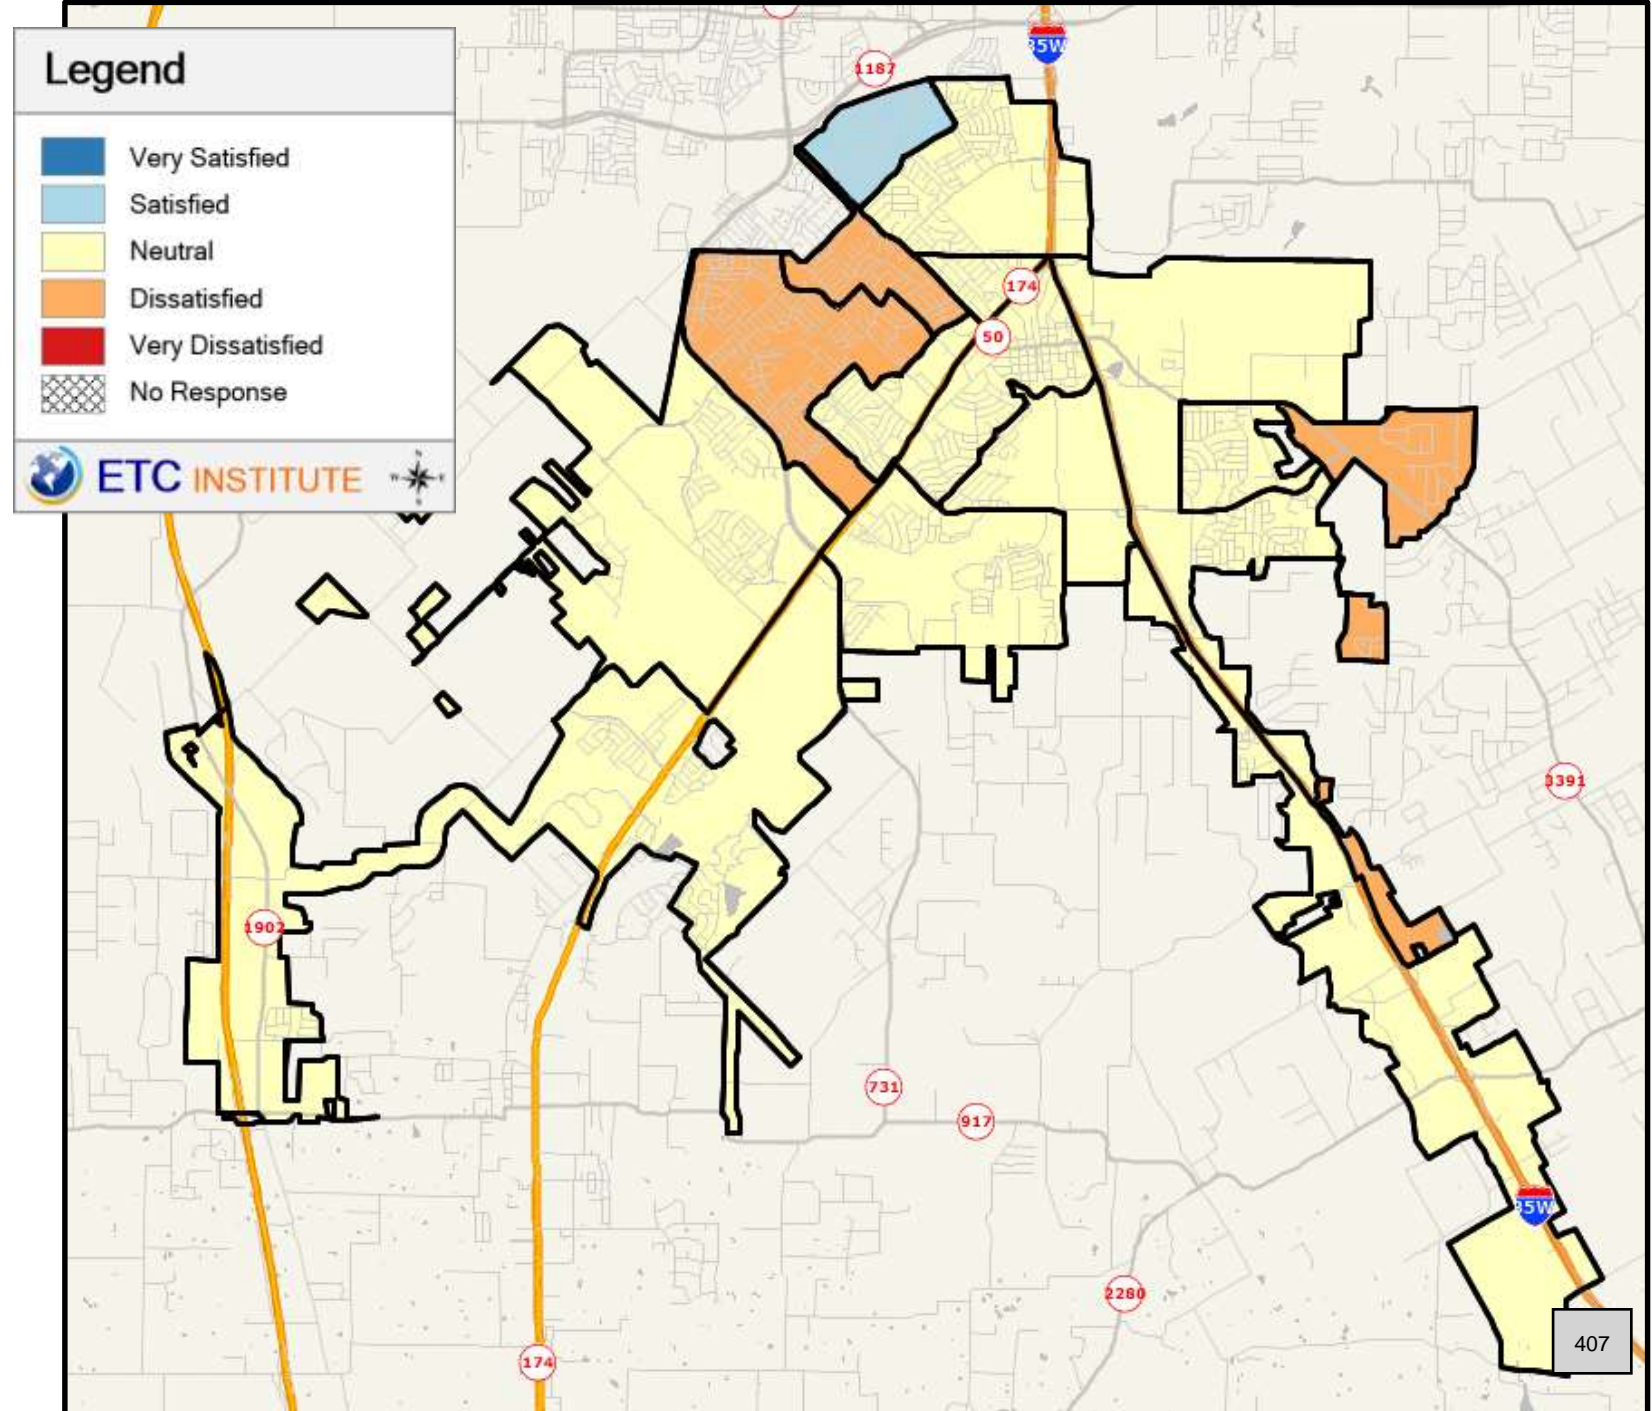 Legend
Very Satisfied
Satisfied
Neutral
Dissatisfied
Very Dissatisfied
No Response
ETC INSTITUTE
N
W
E
S
35W
1187
174
50
3391
1902
731
917
35W
2280
174
407